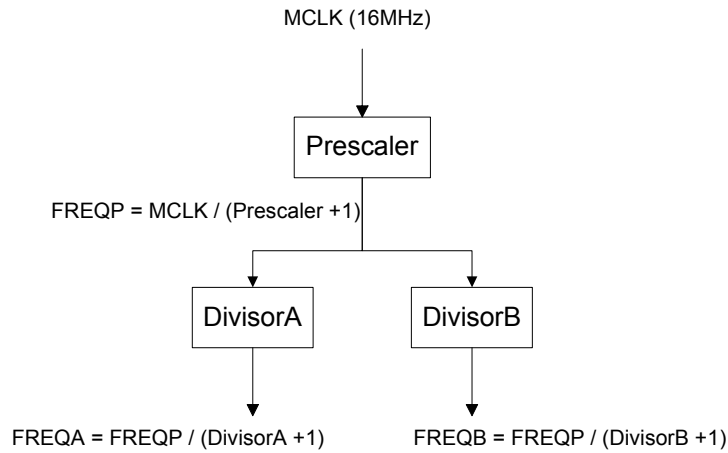 MCLK (16MHz)
Prescaler
FREQP = MCLK / (Prescaler +1)
DivisorA
DivisorB
FREQA = FREQP / (DivisorA +1)
FREQB = FREQP / (DivisorB +1)